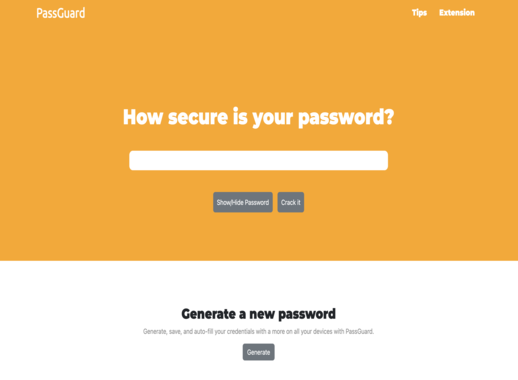 PassGuard
Tips Extension
How secure is your password?
Show/Hide Password Crack it
Generate a new password
Generate, save, and auto-fill your credentials with a more on all your devices with PassGuard.
Generate